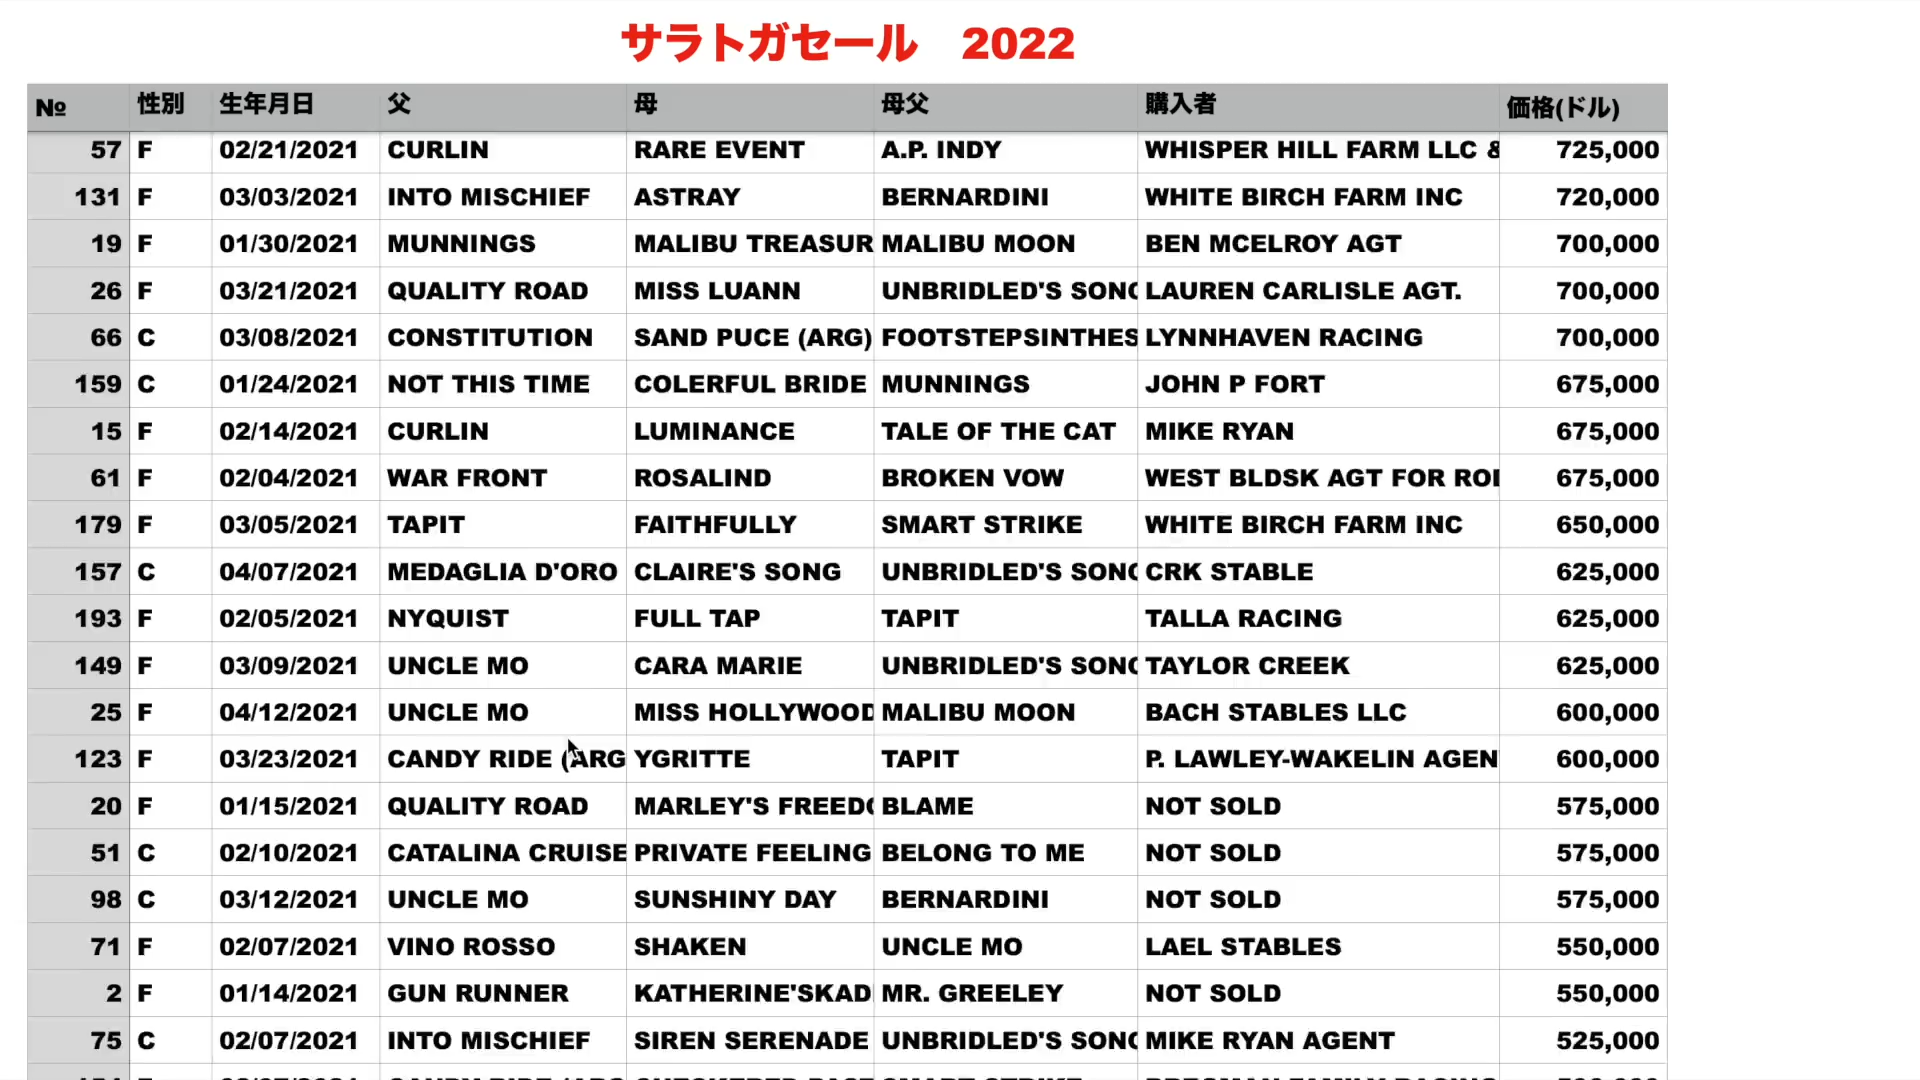 サラトガセール 2022
№ 性別 生年月日 父 母 母父 購入者 価格(ドル)
57 F 02/21/2021 CURLIN RARE EVENT A.P. INDY WHISPER HILL FARM LLC & 725,000
131 F 03/03/2021 INTO MISCHIEF ASTRAY BERNARDINI WHITE BIRCH FARM INC 720,000
19 F 01/30/2021 MUNNINGS MALIBU TREASUR MALIBU MOON BEN MCELROY AGT 700,000
26 F 03/21/2021 QUALITY ROAD MISS LUANN UNBRIDLED'S SONG LAUREN CARLISLE AGT. 700,000
66 C 03/08/2021 CONSTITUTION SAND PUCE (ARG) FOOTSTEPSINTHES LYNNHAVEN RACING 700,000
159 C 01/24/2021 NOT THIS TIME COLERFUL BRIDE MUNNINGS JOHN P FORT 675,000
15 F 02/14/2021 CURLIN LUMINANCE TALE OF THE CAT MIKE RYAN 675,000
61 F 02/04/2021 WAR FRONT ROSALIND BROKEN VOW WEST BLDSK AGT FOR 675,000
179 F 03/05/2021 TAPIT FAITHFULLY SMART STRIKE WHITE BIRCH FARM INC 650,000
157 C 04/07/2021 MEDAGLIA D'ORO CLAIRE'S SONG UNBRIDLED'S SONG CRK STABLE 625,000
193 F 02/05/2021 NYQUIST FULL TAP TAPIT TALLA RACING 625,000
149 F 03/09/2021 UNCLE MO CARA MARIE UNBRIDLED'S SONG TAYLOR CREEK 625,000
25 F 04/12/2021 UNCLE MO MISS HOLLYWOOD MALIBU MOON BACH STABLES LLC 600,000
123 F 03/23/2021 CANDY RIDE (ARG YGRITTE TAPIT P. LAWLEY-WAKELIN AGEN 600,000
20 F 01/15/2021 QUALITY ROAD MARLEY'S FREEDO BLAME NOT SOLD 575,000
51 C 02/10/2021 CATALINA CRUISE PRIVATE FEELING BELONG TO ME NOT SOLD 575,000
98 C 03/12/2021 UNCLE MO SUNSHINY DAY BERNARDINI NOT SOLD 575,000
71 F 02/07/2021 VINO ROSSO SHAKEN UNCLE MO LAEL STABLES 550,000
2 F 01/14/2021 GUN RUNNER KATHERINE'SKAD MR. GREELEY NOT SOLD 550,000
75 C 02/07/2021 INTO MISCHIEF SIREN SERENADE UNBRIDLED'S SONG MIKE RYAN AGENT 525,000